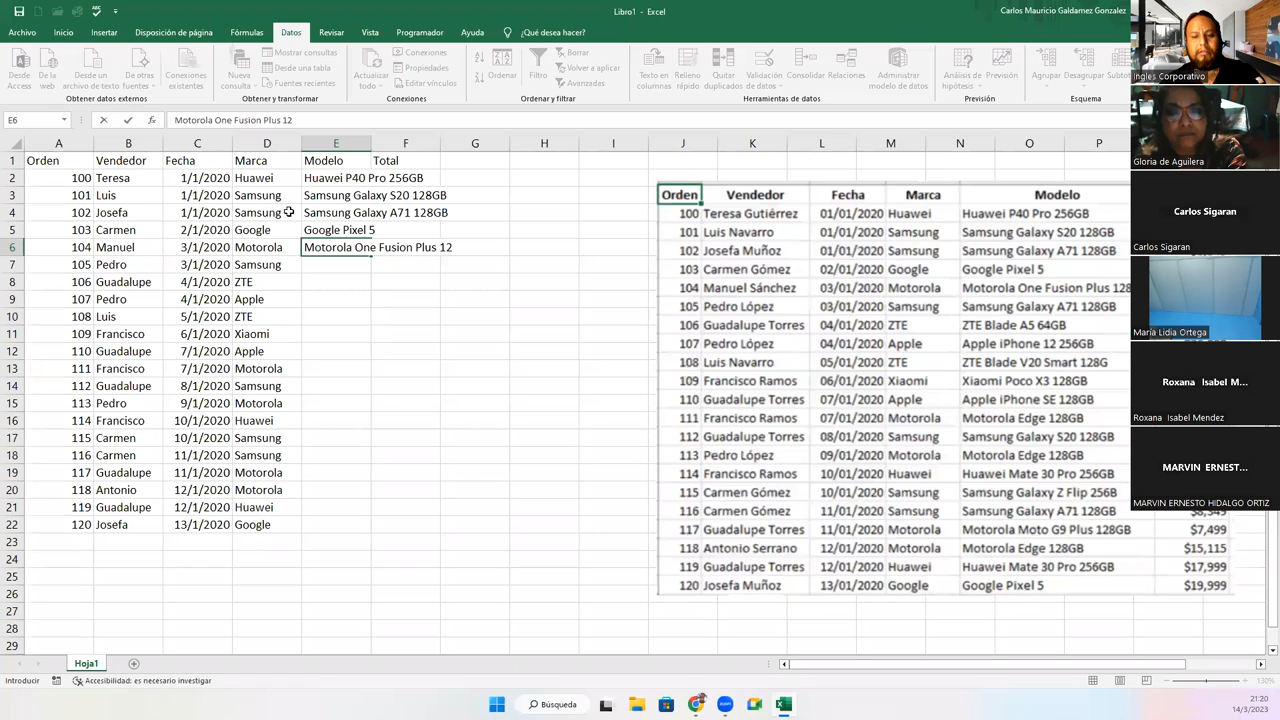 Libro1 - Excel
Carlos Mauricio Galdamez Gonzalez
Archivo Inicio Insertar Disposición de página Fórmulas Datos Revisar Vista Programador Ayuda ¿Qué desea hacer?
Desde Access
De la web
Desde un archivo de texto
De otras fuentes
Conexiones existentes
Nueva consulta
Mostrar consultas
Desde una tabla
Fuentes recientes
Actualizar todo
Conexiones
Propiedades
Editar vínculos
Ordenar
Filtro
Borrar
Volver a aplicar
Avanzadas
Texto en columnas
Relleno rápido
Quitar duplicados
Validación de datos
Consolidar
Relaciones
Administrar modelo de datos
Análisis de hipótesis
Previsión
Agrupar
Desagrupar
Obtener datos externos
Obtener y transformar
Conexiones
Ordenar y filtrar
Herramientas de datos
Previsión
Esquema
E6
Motorola One Fusion Plus 12
A B C D E F G H I J K L M N O P
1 Orden Vendedor Fecha Marca Modelo Total
2 100 Teresa 1/1/2020 Huawei Huawei P40 Pro 256GB
3 101 Luis 1/1/2020 Samsung Samsung Galaxy S20 128GB
4 102 Josefa 1/1/2020 Samsung Samsung Galaxy A71 128GB
5 103 Carmen 2/1/2020 Google Google Pixel 5
6 104 Manuel 3/1/2020 Motorola Motorola One Fusion Plus 12
7 105 Pedro 3/1/2020 Samsung
8 106 Guadalupe 4/1/2020 ZTE
9 107 Pedro 4/1/2020 Apple
10 108 Luis 5/1/2020 ZTE
11 109 Francisco 6/1/2020 Xiaomi
12 110 Guadalupe 7/1/2020 Apple
13 111 Francisco 7/1/2020 Motorola
14 112 Guadalupe 8/1/2020 Samsung
15 113 Pedro 9/1/2020 Motorola
16 114 Francisco 10/1/2020 Huawei
17 115 Carmen 10/1/2020 Samsung
18 116 Carmen 11/1/2020 Samsung
19 117 Guadalupe 11/1/2020 Motorola
20 118 Antonio 12/1/2020 Motorola
21 119 Guadalupe 12/1/2020 Huawei
22 120 Josefa 13/1/2020 Google
23
24
25
26
27
28
29
Orden Vendedor Fecha Marca Modelo
100 Teresa Gutiérrez 01/01/2020 Huawei Huawei P40 Pro 256GB
101 Luis Navarro 01/01/2020 Samsung Samsung Galaxy S20 128GB
102 Josefa Muñoz 01/01/2020 Samsung Samsung Galaxy A71 128GB
103 Carmen Gómez 02/01/2020 Google Google Pixel 5
104 Manuel Sánchez 03/01/2020 Motorola Motorola One Fusion Plus 128
105 Pedro López 03/01/2020 Samsung Samsung Galaxy A71 128GB
106 Guadalupe Torres 04/01/2020 ZTE ZTE Blade A5 64GB
107 Pedro López 04/01/2020 Apple Apple iPhone 12 256GB
108 Luis Navarro 05/01/2020 ZTE ZTE Blade V20 Smart 128G
109 Francisco Ramos 06/01/2020 Xiaomi Xiaomi Poco X3 128GB
110 Guadalupe Torres 07/01/2020 Apple Apple iPhone SE 128GB
111 Francisco Ramos 07/01/2020 Motorola Motorola Edge 128GB
112 Guadalupe Torres 08/01/2020 Samsung Samsung Galaxy S20 128GB
113 Pedro López 09/01/2020 Motorola Motorola Edge 128GB
114 Francisco Ramos 10/01/2020 Huawei Huawei Mate 30 Pro 256GB
115 Carmen Gómez 10/01/2020 Samsung Samsung Galaxy Z Flip 256B
116 Carmen Gómez 11/01/2020 Samsung Samsung Galaxy A71 128GB $8,349
117 Guadalupe Torres 11/01/2020 Motorola Motorola Moto G9 Plus 128GB $7,499
118 Antonio Serrano 12/01/2020 Motorola Motorola Edge 128GB $15,115
119 Guadalupe Torres 12/01/2020 Huawei Huawei Mate 30 Pro 256GB $17,999
120 Josefa Muñoz 13/01/2020 Google Google Pixel 5 $19,999
Ingles Corporativo
Gloria de Aguilera
Carlos Sigaran
Carlos Sigaran
María Lidia Ortega
Roxana Isabel M...
Roxana Isabel Mendez
MARVIN ERNEST...
MARVIN ERNESTO HIDALGO ORTIZ
Hoja1
Introducir
Accesibilidad: es necesario investigar
130%
Búsqueda
21:20
14/3/2023